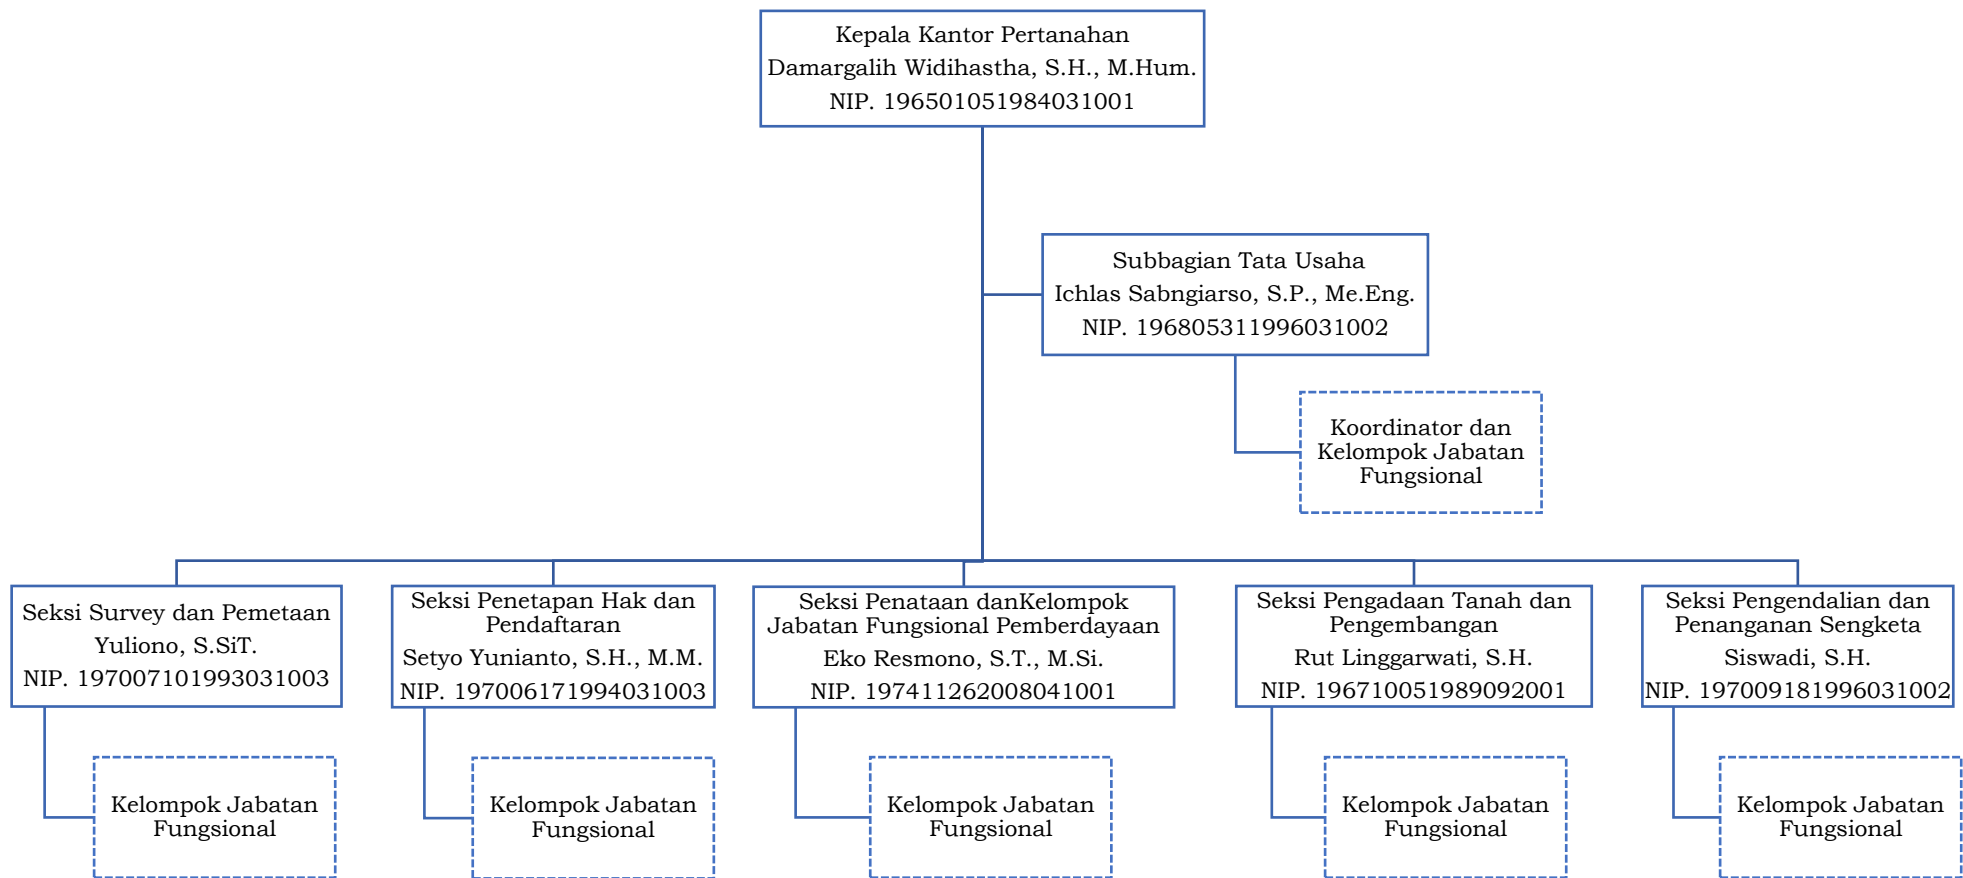 Kepala Kantor Pertanahan
Damargalih Widihastha, S.H., M.Hum.
NIP. 196501051984031001
Subbagian Tata Usaha
Ichlas Sabngiarso, S.P., Me.Eng.
NIP. 196805311996031002
Koordinator dan
Kelompok Jabatan
Fungsional
Seksi Survey dan Pemetaan
Yuliono, S.SiT.
NIP. 197007101993031003
Seksi Penetapan Hak dan
Pendaftaran
Setyo Yunianto, S.H., M.M.
NIP. 197006171994031003
Seksi Penataan danKelompok
Jabatan Fungsional Pemberdayaan
Eko Resmono, S.T., M.Si.
NIP. 197411262008041001
Seksi Pengadaan Tanah dan
Pengembangan
Rut Linggarwati, S.H.
NIP. 196710051989092001
Seksi Pengendalian dan
Penanganan Sengketa
Siswadi, S.H.
NIP. 197009181996031002
Kelompok Jabatan
Fungsional
Kelompok Jabatan
Fungsional
Kelompok Jabatan
Fungsional
Kelompok Jabatan
Fungsional
Kelompok Jabatan
Fungsional